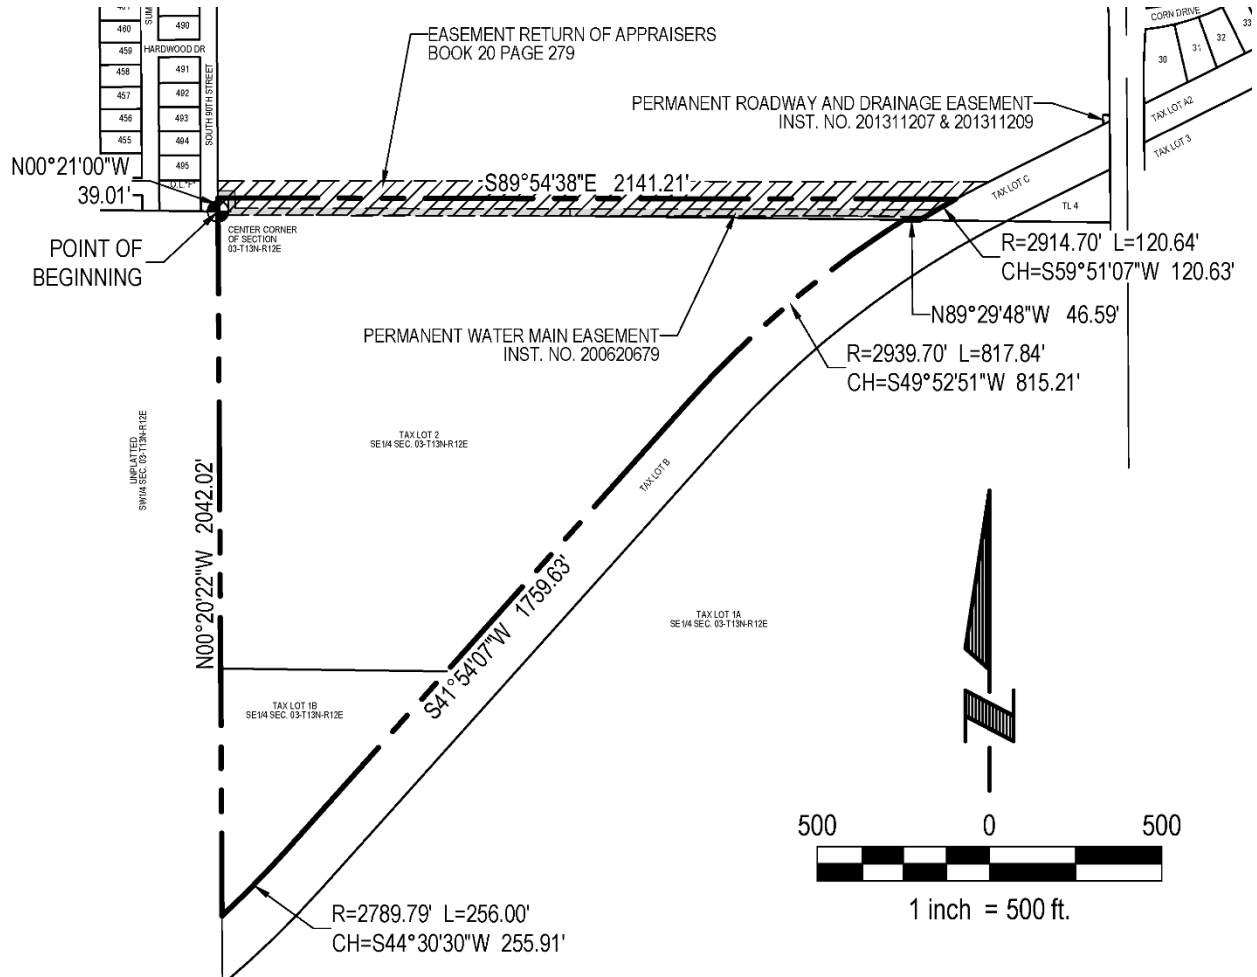 461
460
459
458
457
456
455
SUM
HARDWOOD DR
490
491
492
493
494
495
O.L."P"
SOUTH 90TH STREET
EASEMENT RETURN OF APPRAISERS
BOOK 20 PAGE 279
PERMANENT ROADWAY AND DRAINAGE EASEMENT
INST. NO. 201311207 & 201311209
CORN DRIVE
30
31
32
33
TAX LOT A2
TAX LOT 3
TAX LOT C
TL 4
N00°21'00"W
39.01'
S89°54'38"E 2141.21'
POINT OF
BEGINNING
CENTER CORNER
OF SECTION
03-T13N-R12E
R=2914.70' L=120.64'
CH=S59°51'07"W 120.63'
N89°29'48"W 46.59'
PERMANENT WATER MAIN EASEMENT
INST. NO. 200620679
R=2939.70' L=817.84'
CH=S49°52'51"W 815.21'
UNPLATTED
SW1/4 SEC. 03-T13N-R12E
TAX LOT 2
SE1/4 SEC. 03-T13N-R12E
TAX LOT B
N00°20'22"W 2042.02'
S41°54'07"W 1759.63'
TAX LOT 1A
SE1/4 SEC. 03-T13N-R12E
TAX LOT 1B
SE1/4 SEC. 03-T13N-R12E
R=2789.79' L=256.00'
CH=S44°30'30"W 255.91'
500 0 500
1 inch = 500 ft.